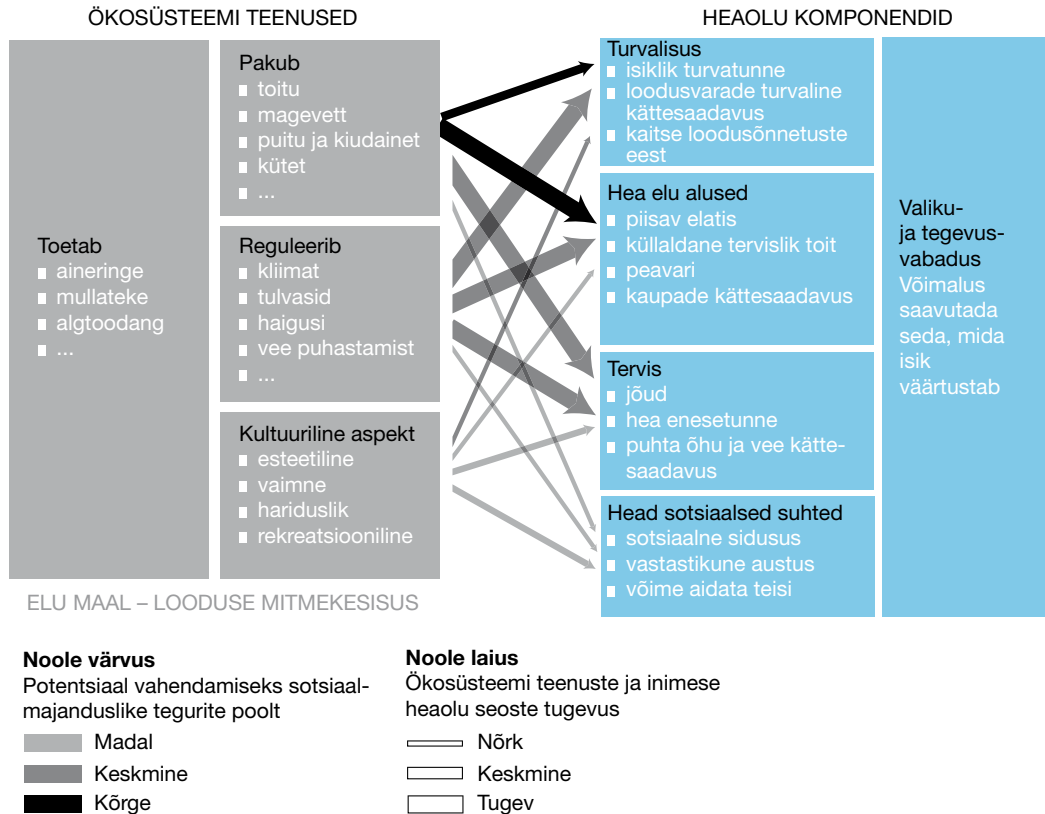 ÖKOSÜSTEEMI TEENUSED
HEAOLU KOMPONENDID
Toetab
aineringe
mullateke
algtoodang
...
Pakub
toitu
magevett
puitu ja kiudainet
kütet
...
Reguleerib
kliimat
tulvasid
haigusi
vee puhastamist
...
Kultuuriline aspekt
esteetiline
vaimne
hariduslik
rekreatsiooniline
Turvalisus
isiklik turvatunne
loodusvarade turvaline
kättesaadavus
kaitse loodusõnnetuste
eest
Hea elu alused
piisav elatis
küllaldane tervislik toit
peavari
kaupade kättesaadavus
Tervis
jõud
hea enesetunne
puhta õhu ja vee kätte-
saadavus
Head sotsiaalsed suhted
sotsiaalne sidusus
vastastikune austus
võime aidata teisi
Valiku-
ja tegevus-
vabadus
Võimalus
saavutada
seda, mida
isik
väärtustab
ELU MAAL – LOODUSE MITMEKESISUS
Noole värvus
Potentsiaal vahendamiseks sotsiaal-
majanduslike tegurite poolt
Madal
Keskmine
Kõrge
Noole laius
Ökosüsteemi teenuste ja inimese
heaolu seoste tugevus
Nõrk
Keskmine
Tugev